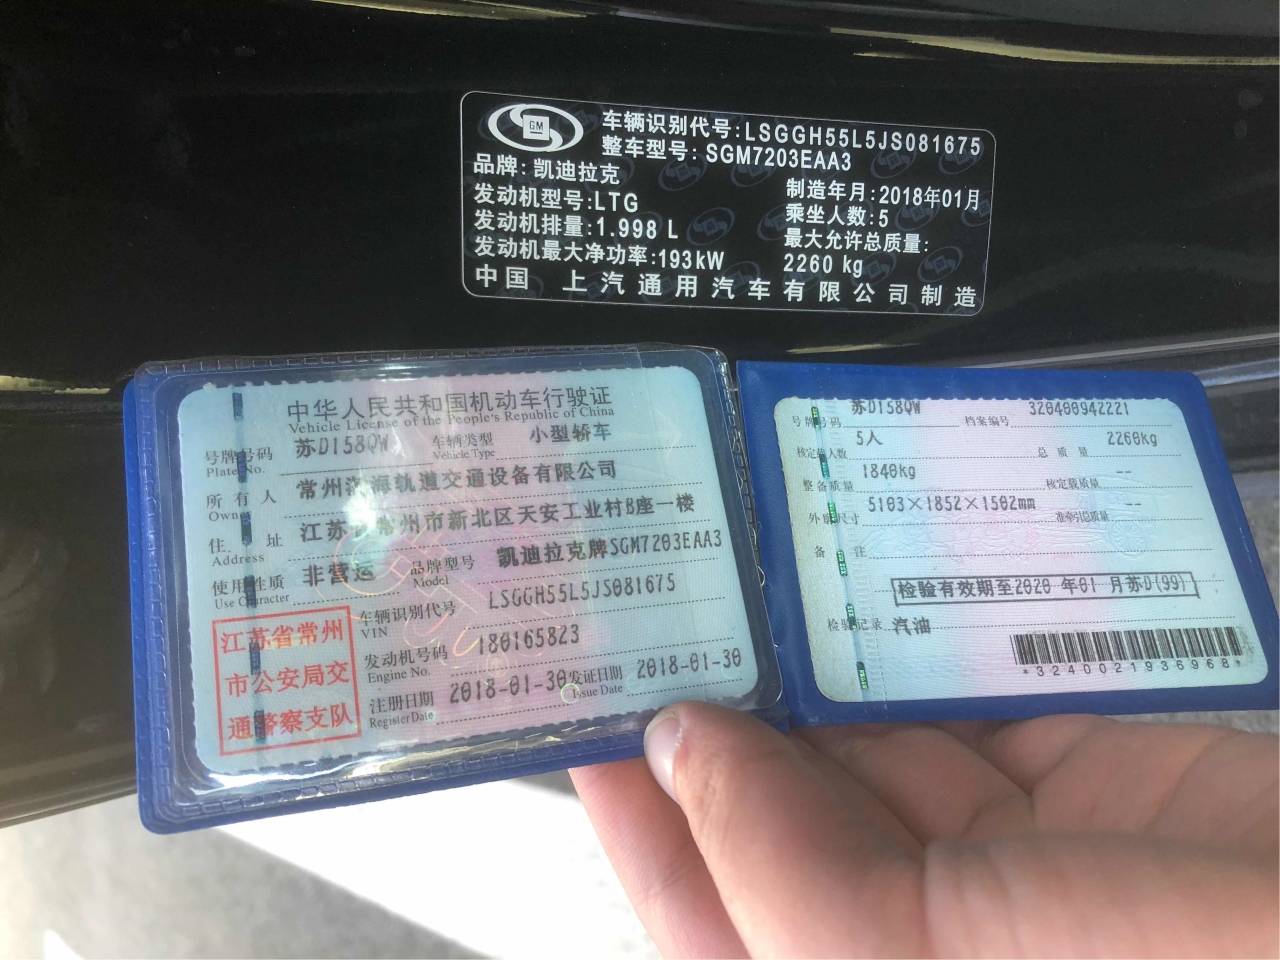 GM
车辆识别代号:LSGGH55L5JS081675
整车型号: SGM7203EAA3
品牌: 凯迪拉克
制造年月:2018年01月
发动机型号:LTG
乘坐人数:5
发动机排量:1.998 L
最大允许总质量:
发动机最大净功率:193kW
2260 kg
中国 上汽通用汽车有限公司制造
中华人民共和国机动车行驶证
Vehicle License of the People's Republic of China
号牌号码 苏D158QW 车辆类型 小型轿车
Plate No. Vehicle Type
所有人 常州 海轨道交通设备有限公司
Owner
住址 江苏省常州市新北区天安工业村B座一楼
Address
使用性质 非营运 品牌型号 凯迪拉克牌SGM7203EAA3
Use Character Model
车辆识别代号 LSGGH55L5JS081675
VIN
发动机号码 180165823
Engine No.
注册日期 2018-01-30 发证日期 2018-01-30
Register Date Issue Date
江苏省常州
市公安局交
通警察支队
号牌号码 苏D158QW 档案编号 320400942221
核定载人数 5人 总质量 2260kg
整备质量 1840kg 核定载质量 --
外廓尺寸 5103×1852×1502mm 准牵引总质量 --
备注
检验有效期至2020 年01 月苏D(99)
检验记录 汽油
*3240021936968*